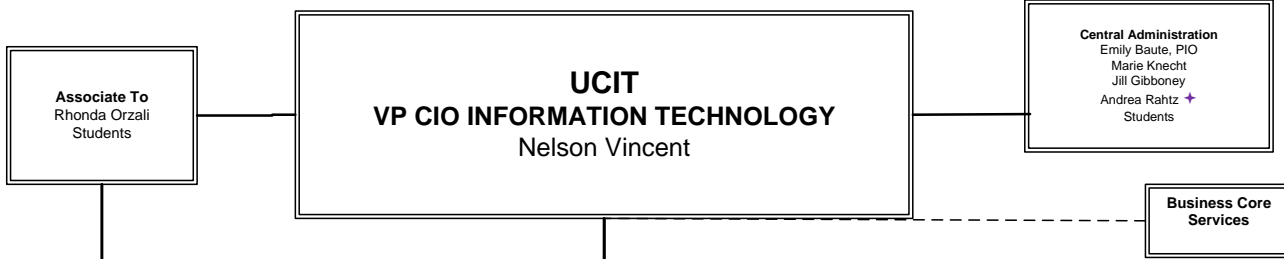 Associate To
Rhonda Orzali
Students
UCIT
VP CIO INFORMATION TECHNOLOGY
Nelson Vincent
Central Administration
Emily Baute, PIO
Marie Knecht
Jill Gibboney
Andrea Rahtz
Students
Business Core
Services